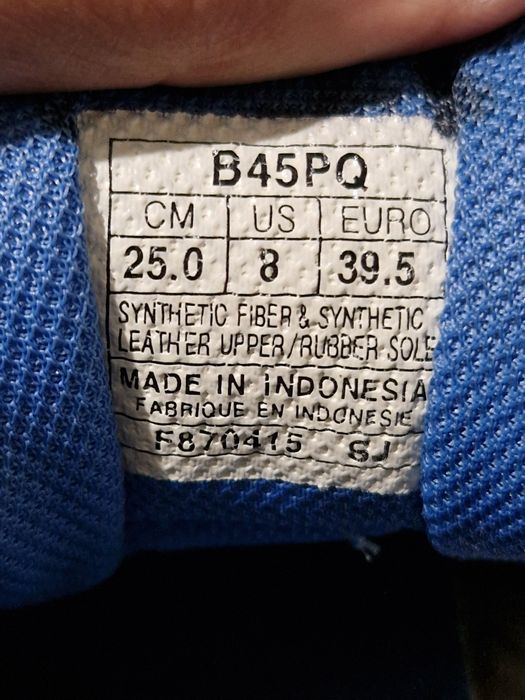 B45PQ
CM US EURO
25.0 8 39.5
SYNTHETIC FIBER & SYNTHETIC
LEATHER UPPER/RUBBER SOLE
MADE IN INDONESIA
FABRIQUE EN INDONESIE
F870415 SJ